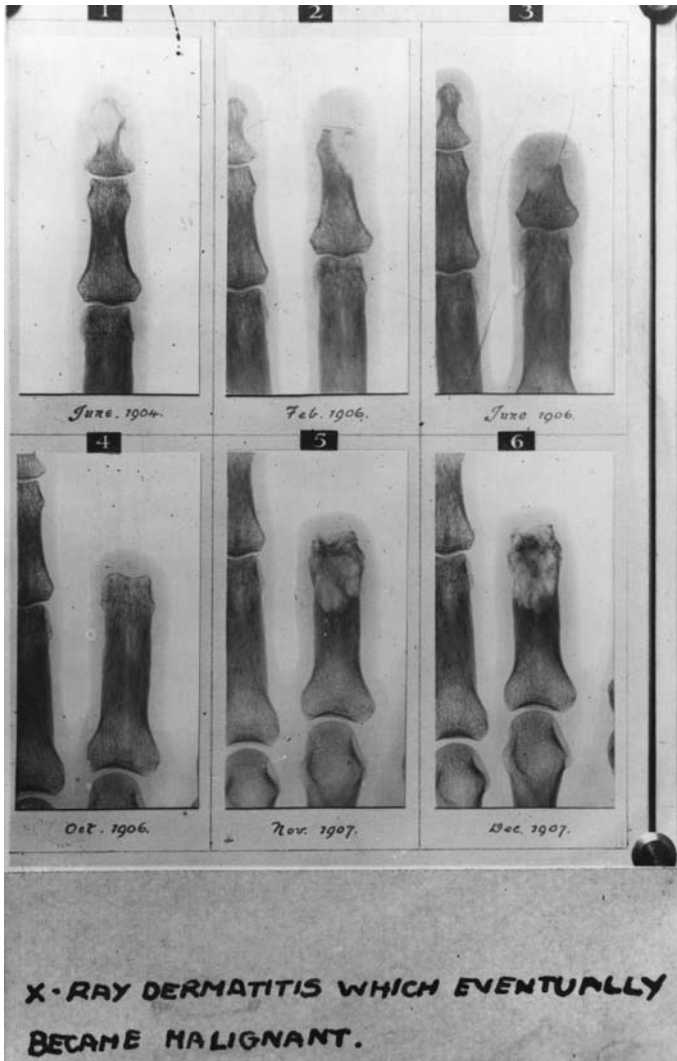 1 2 3
June. 1904. Feb. 1906. June 1906.
4 5 6
Oct. 1906. Nov. 1907. Dec. 1907.
X-RAY DERMATITIS WHICH EVENTUALLY
BECAME MALIGNANT.